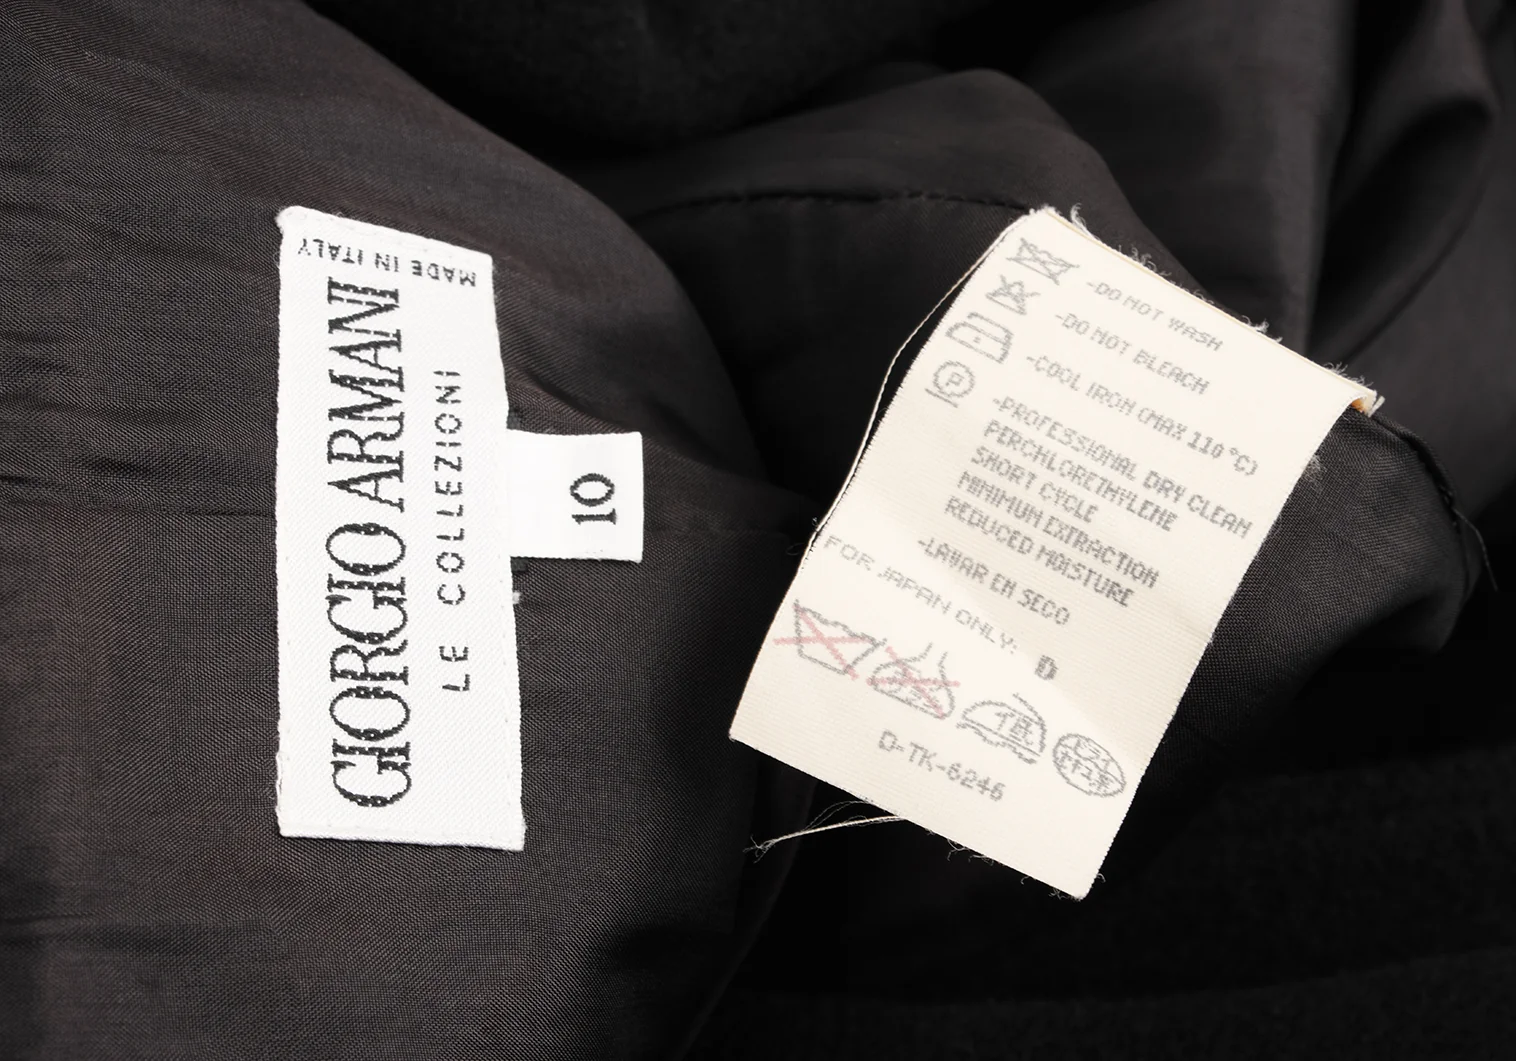 MADE IN ITALY
GIORGIO ARMANI
LE COLLEZIONI
10
-DO NOT WASH
-DO NOT BLEACH
-COOL IRON (MAX 110°C)
P
-PROFESSIONAL DRY CLEAN
PERCHLORETHYLENE
SHORT CYCLE
MINIMUM EXTRACTION
REDUCED MOISTURE
-LAVAR EN SECO
FOR JAPAN ONLY:
D
D-TK-6246